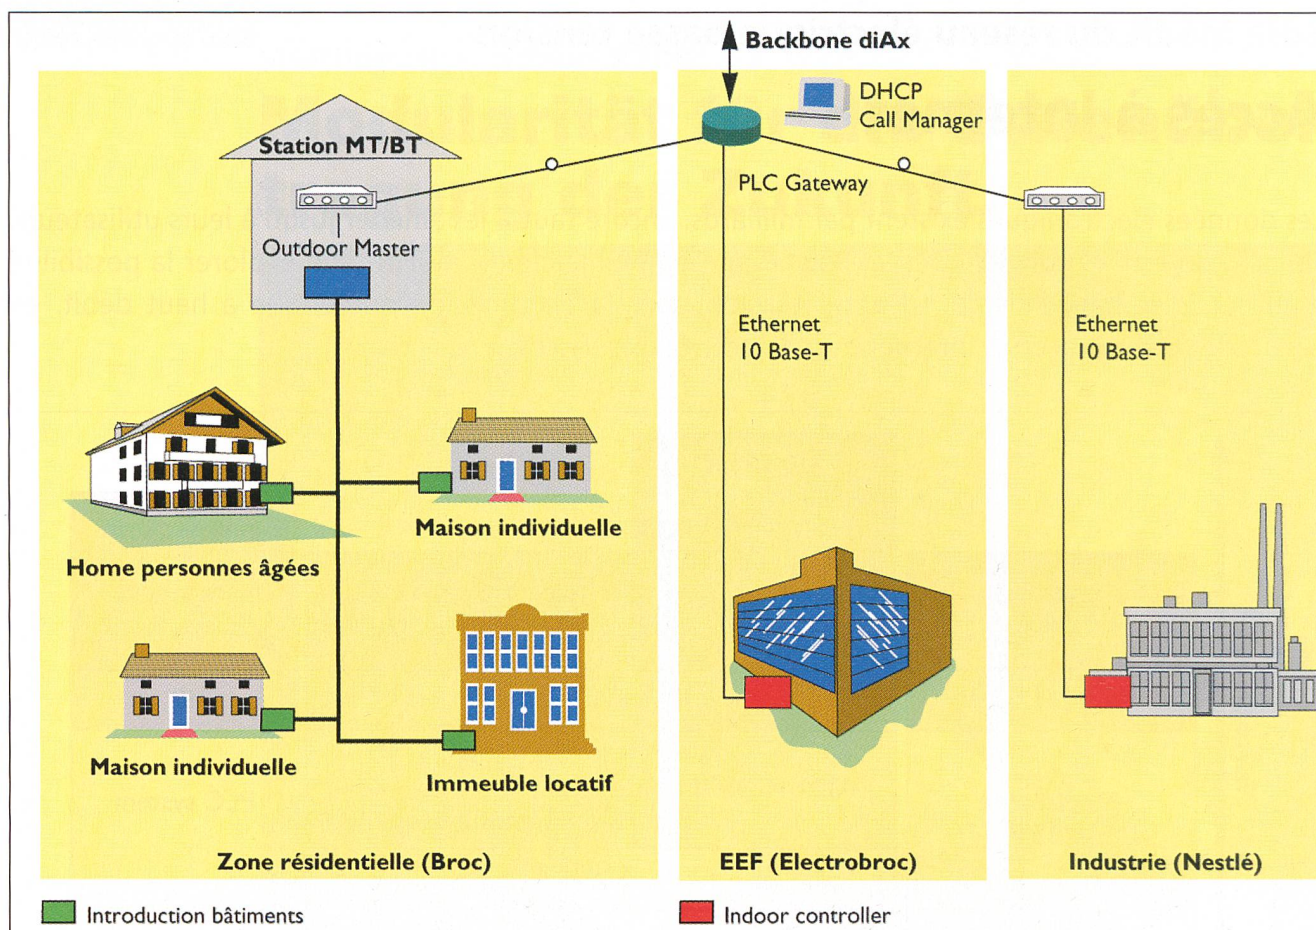 Backbone diAx
DHCP
Call Manager
Station MT/BT
PLC Gateway
Outdoor Master
Ethernet
10 Base-T
Ethernet
10 Base-T
Maison individuelle
Home personnes âgées
Maison individuelle
Immeuble locatif
Zone résidentielle (Broc)
EEF (Electrobroc)
Industrie (Nestlé)
Introduction bâtiments
Indoor controller